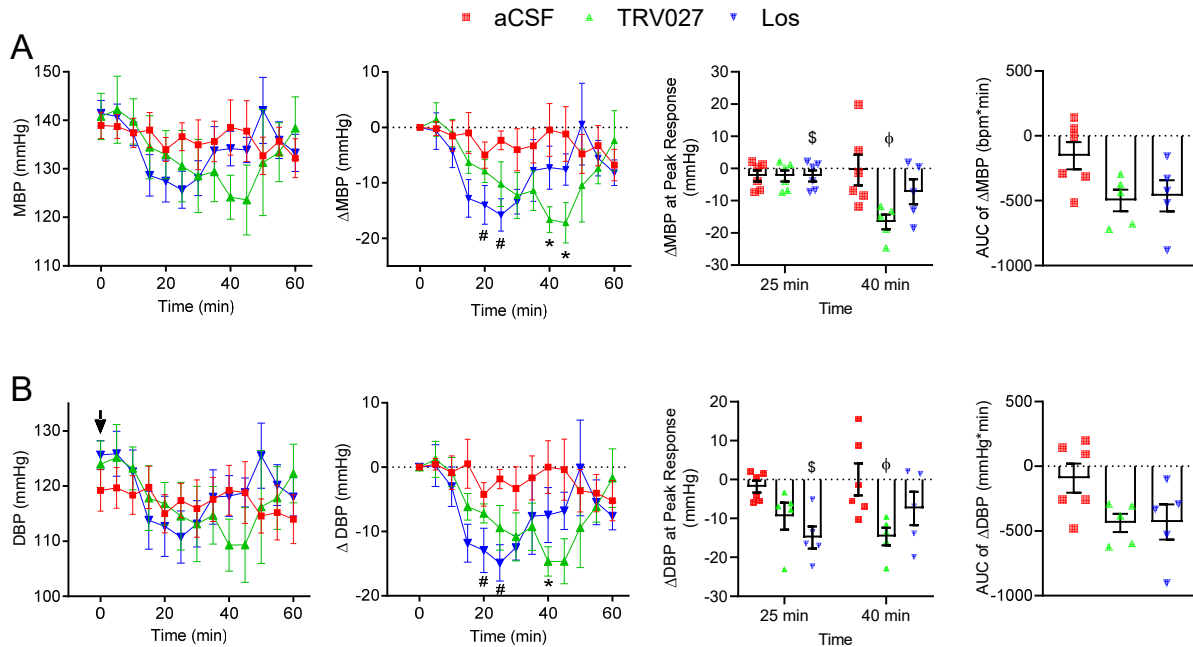 aCSF TRV027 Los
A
MBP (mmHg)
150
140
130
120
110
0 20 40 60
Time (min)
ΔMBP (mmHg)
10
0
-10
-20
# # * *
0 20 40 60
Time (min)
ΔMBP at Peak Response
(mmHg)
30
20
10
0
-10
-20
-30
$ ϕ
25 min 40 min
Time
AUC of ΔMBP (bpm*min)
500
0
-500
-1000
B
DBP (mmHg)
130
120
110
100
0 20 40 60
Time (min)
Δ DBP (mmHg)
10
0
-10
-20
# # *
0 20 40 60
Time (min)
ΔDBP at Peak Response
(mmHg)
20
10
0
-10
-20
-30
$ ϕ
25 min 40 min
Time
AUC of ΔDBP (mmHg*min)
500
0
-500
-1000